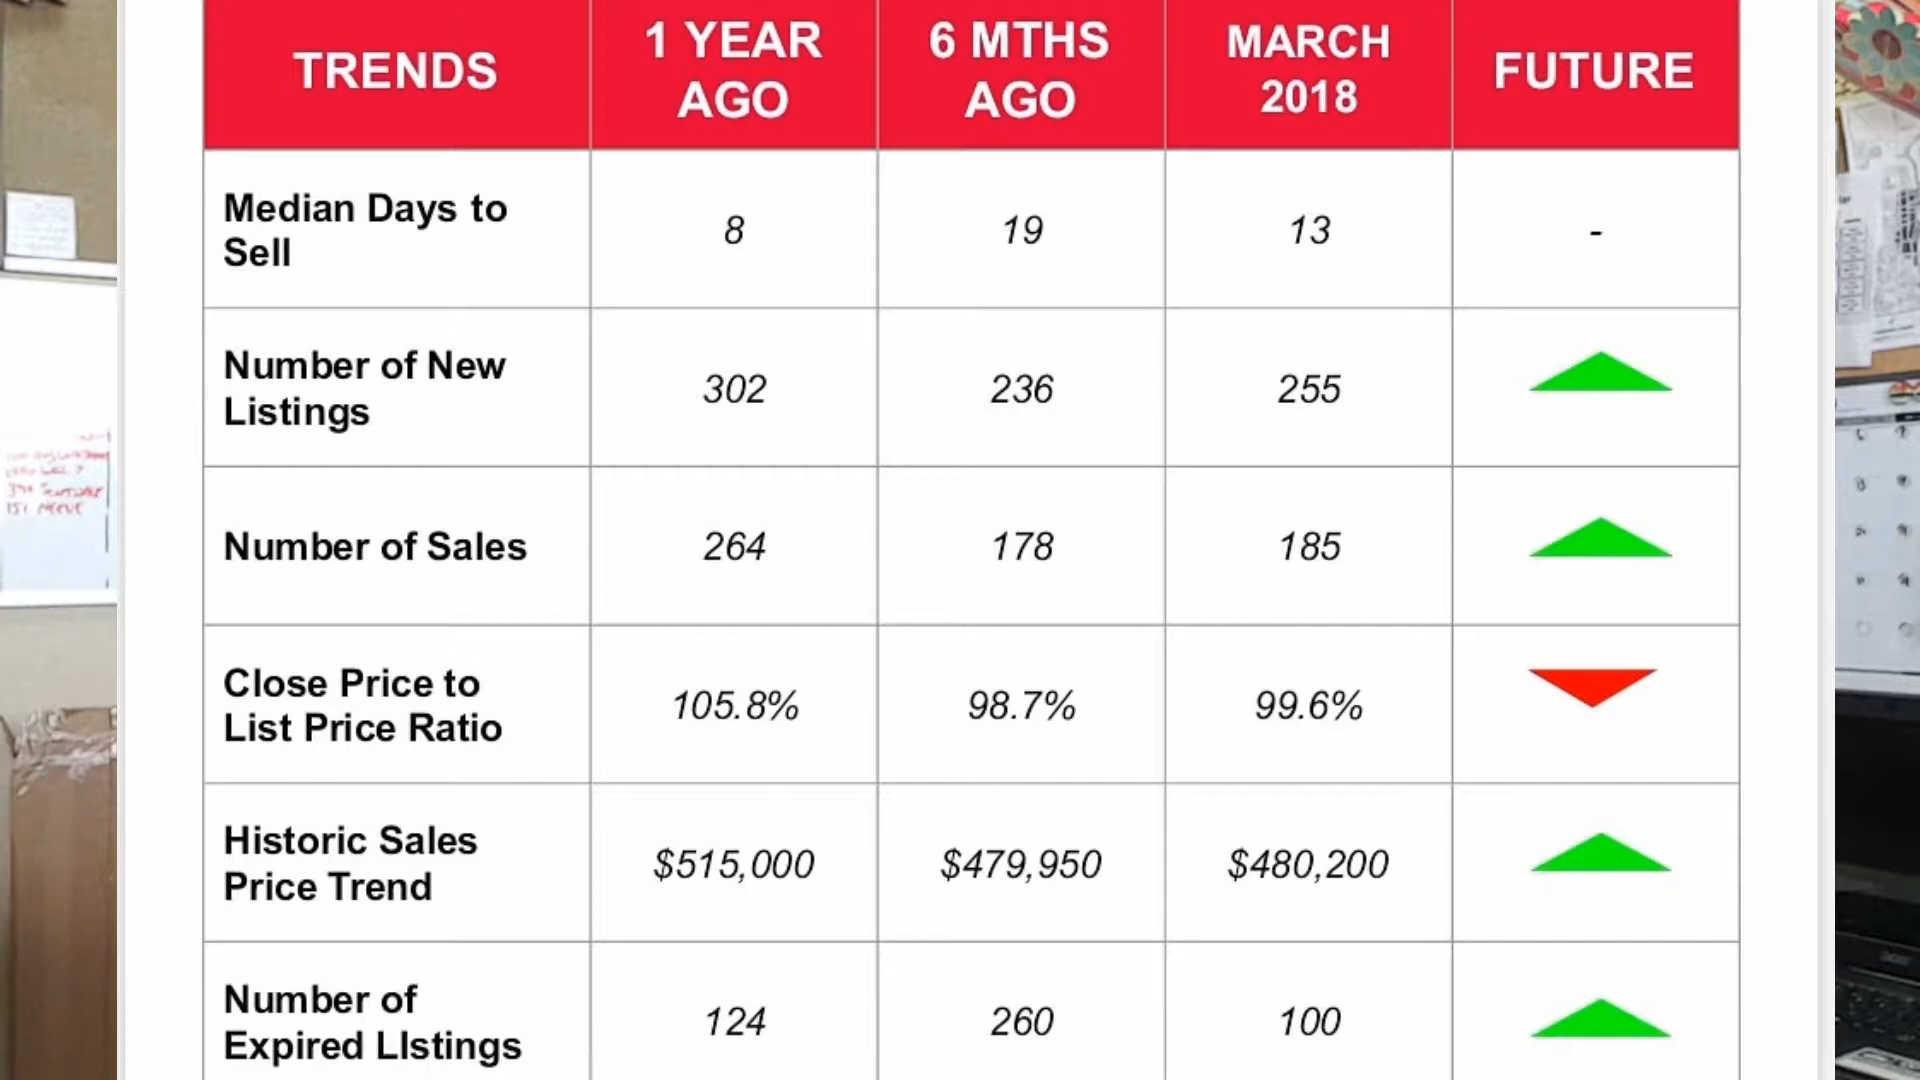 TRENDS
1 YEAR
AGO
6 MTHS
AGO
MARCH
2018
FUTURE
Median Days to
Sell
8
19
13
-
Number of New
Listings
302
236
255
Number of Sales
264
178
185
Close Price to
List Price Ratio
105.8%
98.7%
99.6%
Historic Sales
Price Trend
$515,000
$479,950
$480,200
Number of
Expired LIstings
124
260
100